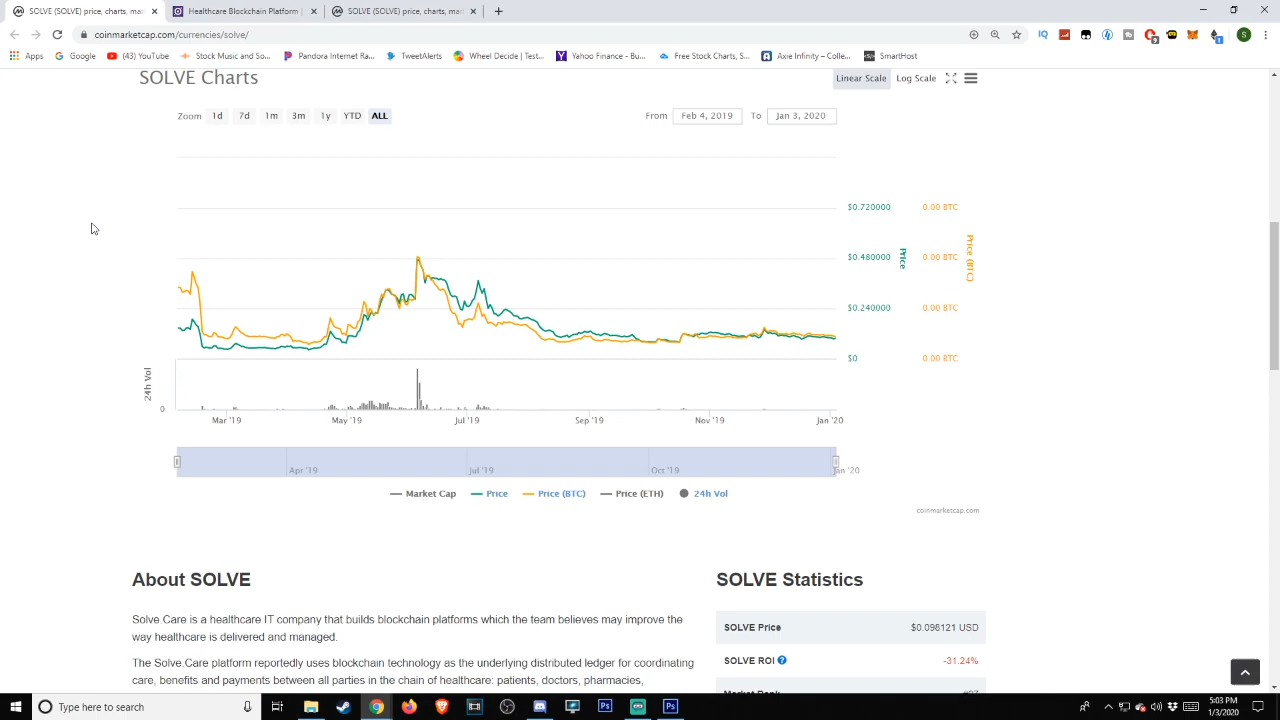 SOLVE (SOLVE) price, charts, mar
Healthcare Blockchain Platform |
SOLVE (SOLVE) price, charts, mar
coinmarketcap.com/currencies/solve/
Apps
Google
(43) YouTube
Stock Music and So...
Pandora Internet Ra...
TweetAlerts
Wheel Decide | Test...
Yahoo Finance - Bu...
Free Stock Charts, S...
Axie Infinity – Colle...
SmartHost
SOLVE Charts
Linear Scale
Log Scale
Zoom 1d 7d 1m 3m 1y YTD ALL
From Feb 4, 2019 To Jan 3, 2020
$0.720000 0.00 BTC
$0.480000 0.00 BTC
$0.240000 0.00 BTC
$0 0.00 BTC
Price
Price (BTC)
24h Vol
0
Mar '19 May '19 Jul '19 Sep '19 Nov '19 Jan '20
Apr '19 Jul '19 Oct '19 Jan '20
Market Cap Price Price (BTC) Price (ETH) 24h Vol
coinmarketcap.com
About SOLVE
Solve.Care is a healthcare IT company that builds blockchain platforms which the team believes may improve the
way healthcare is delivered and managed.
The Solve.Care platform reportedly uses blockchain technology as the underlying distributed ledger for coordinating
care, benefits and payments between all parties in the chain of healthcare: patients, doctors, pharmacies,
SOLVE Statistics
SOLVE Price $0.098121 USD
SOLVE ROI -31.24%
Market Rank
Type here to search
5:03 PM
1/3/2020